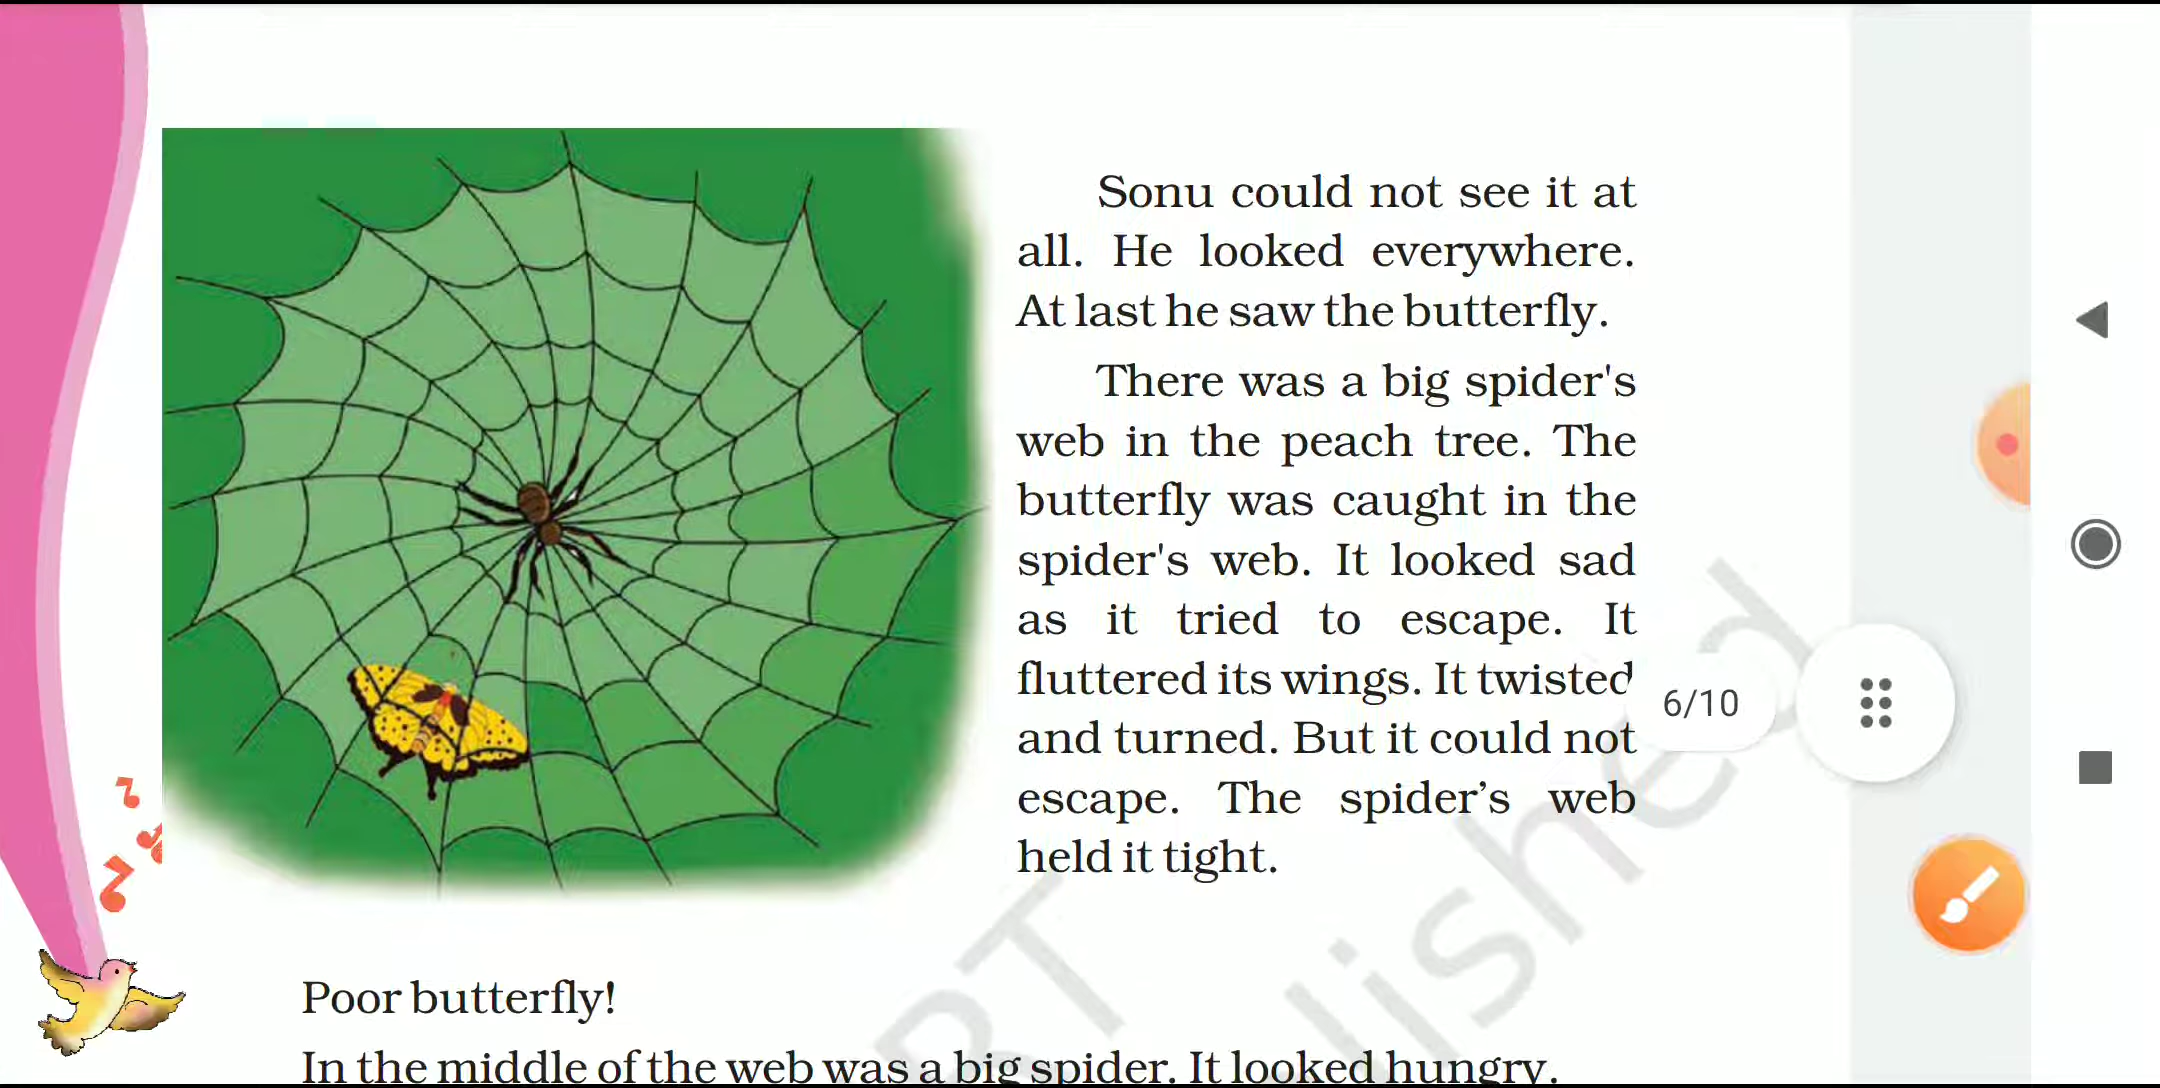 Sonu could not see it at
all. He looked everywhere.
At last he saw the butterfly.
There was a big spider's
web in the peach tree. The
butterfly was caught in the
spider's web. It looked sad
as it tried to escape. It
fluttered its wings. It twisted
and turned. But it could not
escape. The spider’s web
held it tight.
6/10
Poor butterfly!
In the middle of the web was a big spider. It looked hungry.